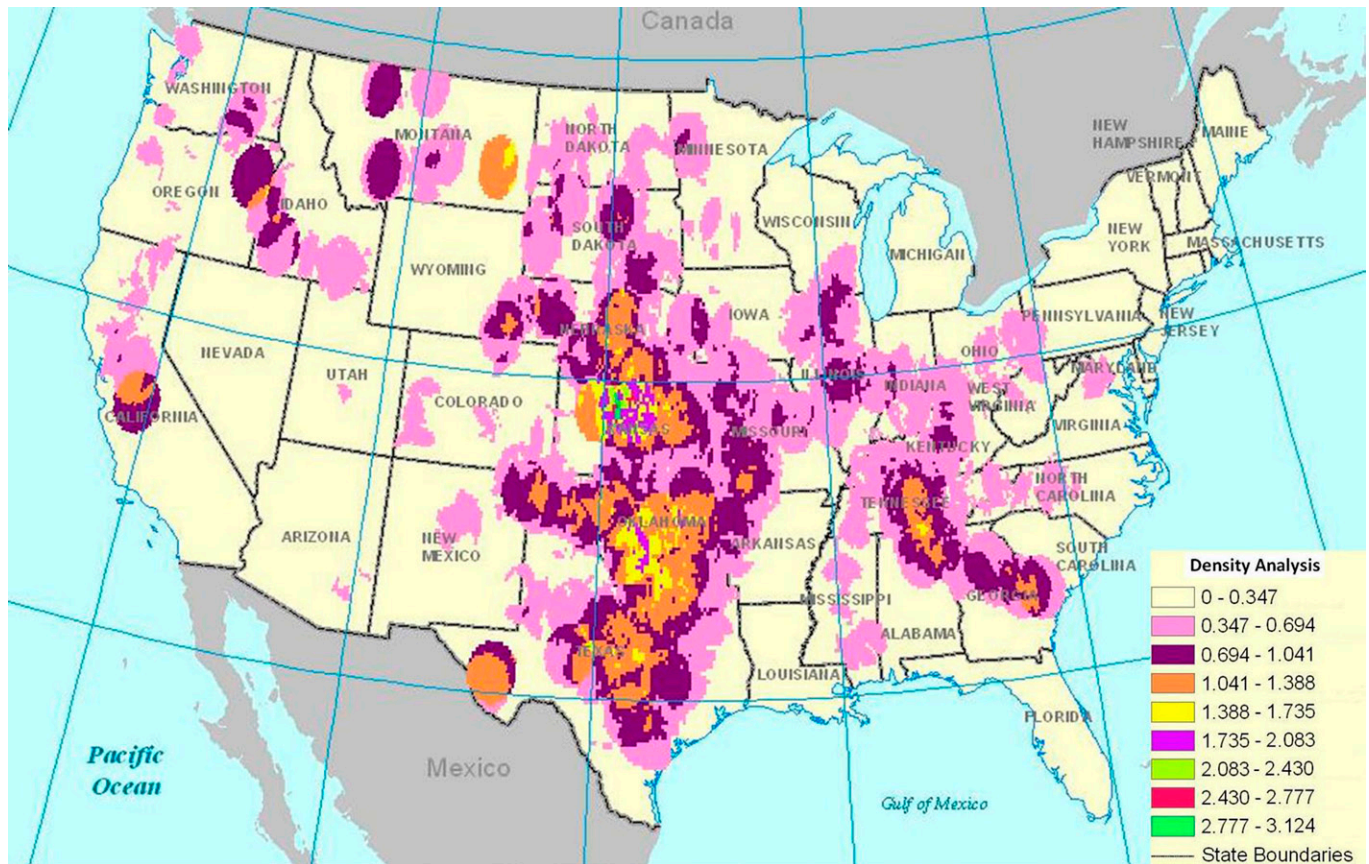 Canada
WASHINGTON
MONTANA
NORTH
DAKOTA
MINNESOTA
NEW
HAMPSHIRE
MAINE
VERMONT
OREGON
IDAHO
SOUTH
DAKOTA
WISCONSIN
MICHIGAN
NEW
YORK
MASSACHUSETTS
WYOMING
NEBRASKA
IOWA
PENNSYLVANIA
NEW
JERSEY
NEVADA
UTAH
COLORADO
KANSAS
ILLINOIS
INDIANA
OHIO
WEST
VIRGINIA
MARYLAND
CALIFORNIA
MISSOURI
KENTUCKY
VIRGINIA
ARIZONA
NEW
MEXICO
OKLAHOMA
ARKANSAS
TENNESSEE
NORTH
CAROLINA
SOUTH
CAROLINA
MISSISSIPPI
ALABAMA
GEORGIA
TEXAS
LOUISIANA
FLORIDA
Pacific
Ocean
Mexico
Gulf of Mexico
Density Analysis
0 - 0.347
0.347 - 0.694
0.694 - 1.041
1.041 - 1.388
1.388 - 1.735
1.735 - 2.083
2.083 - 2.430
2.430 - 2.777
2.777 - 3.124
State Boundaries